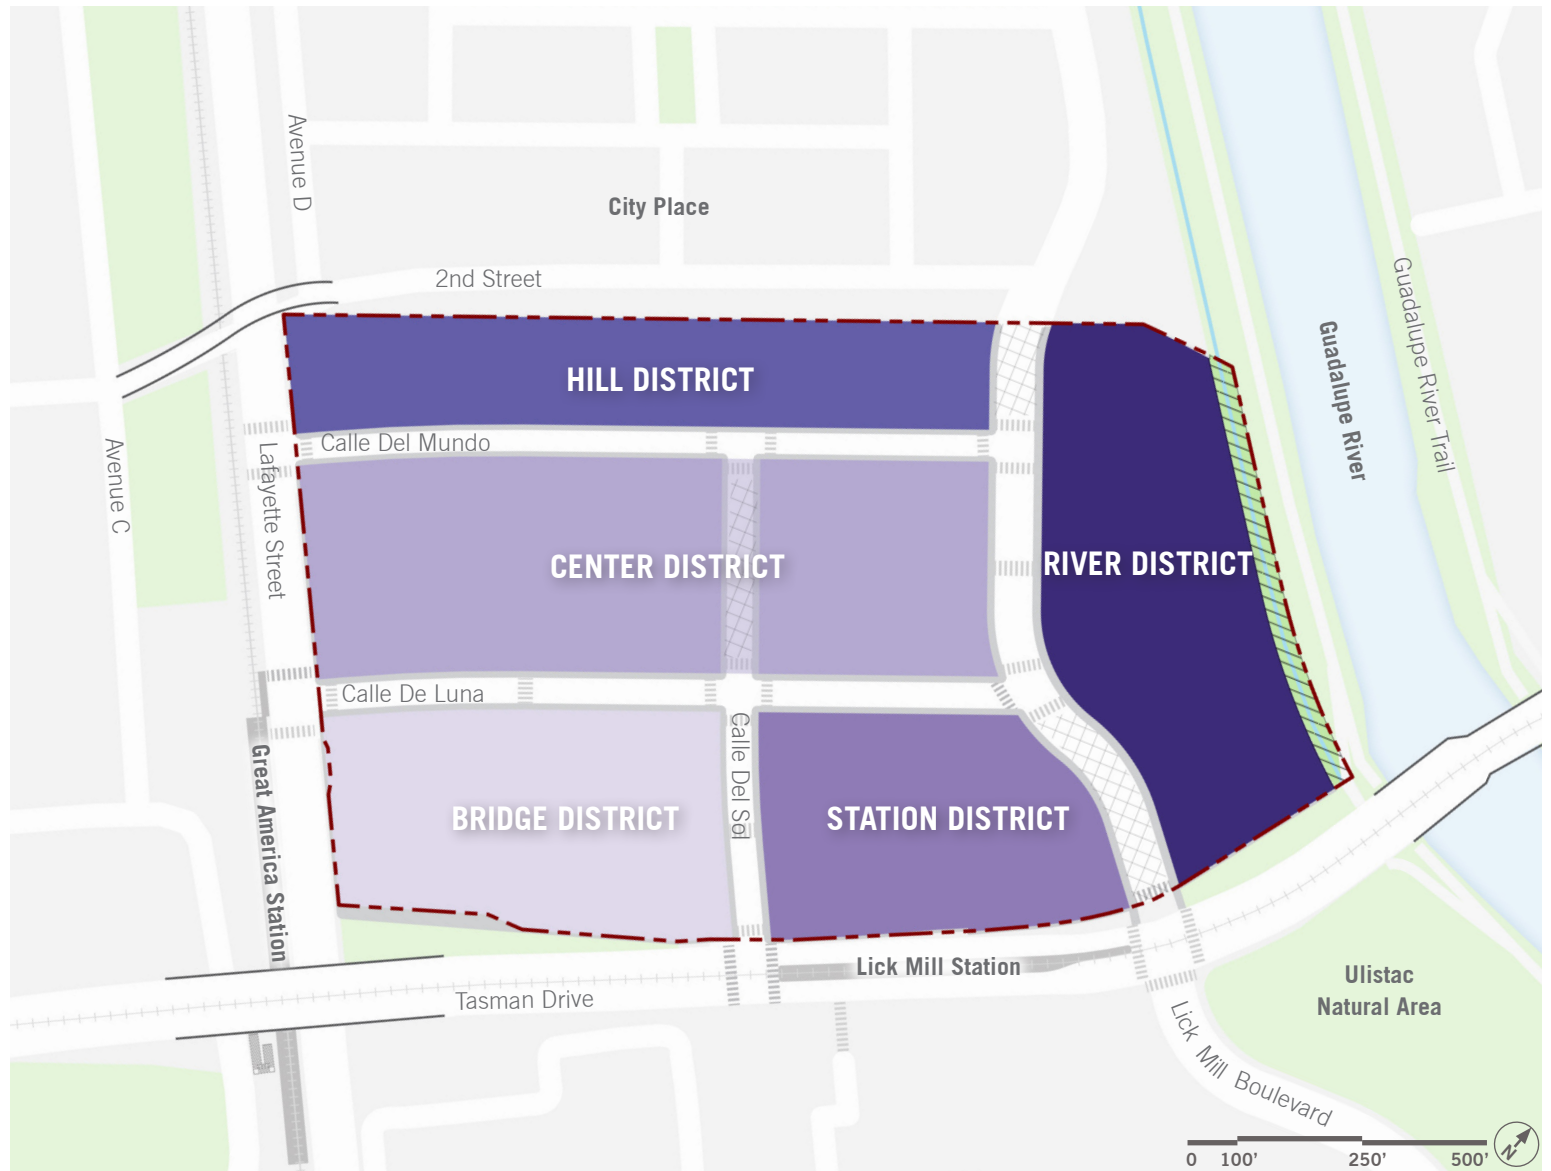 Avenue D
City Place
2nd Street
Guadalupe River Trail
Guadalupe River
HILL DISTRICT
Calle Del Mundo
Avenue C
Lafayette Street
CENTER DISTRICT
RIVER DISTRICT
Calle De Luna
Calle Del Sol
Great America Station
BRIDGE DISTRICT
STATION DISTRICT
Lick Mill Station
Tasman Drive
Ulistac
Natural Area
Lick Mill Boulevard
0 100' 250' 500'
N